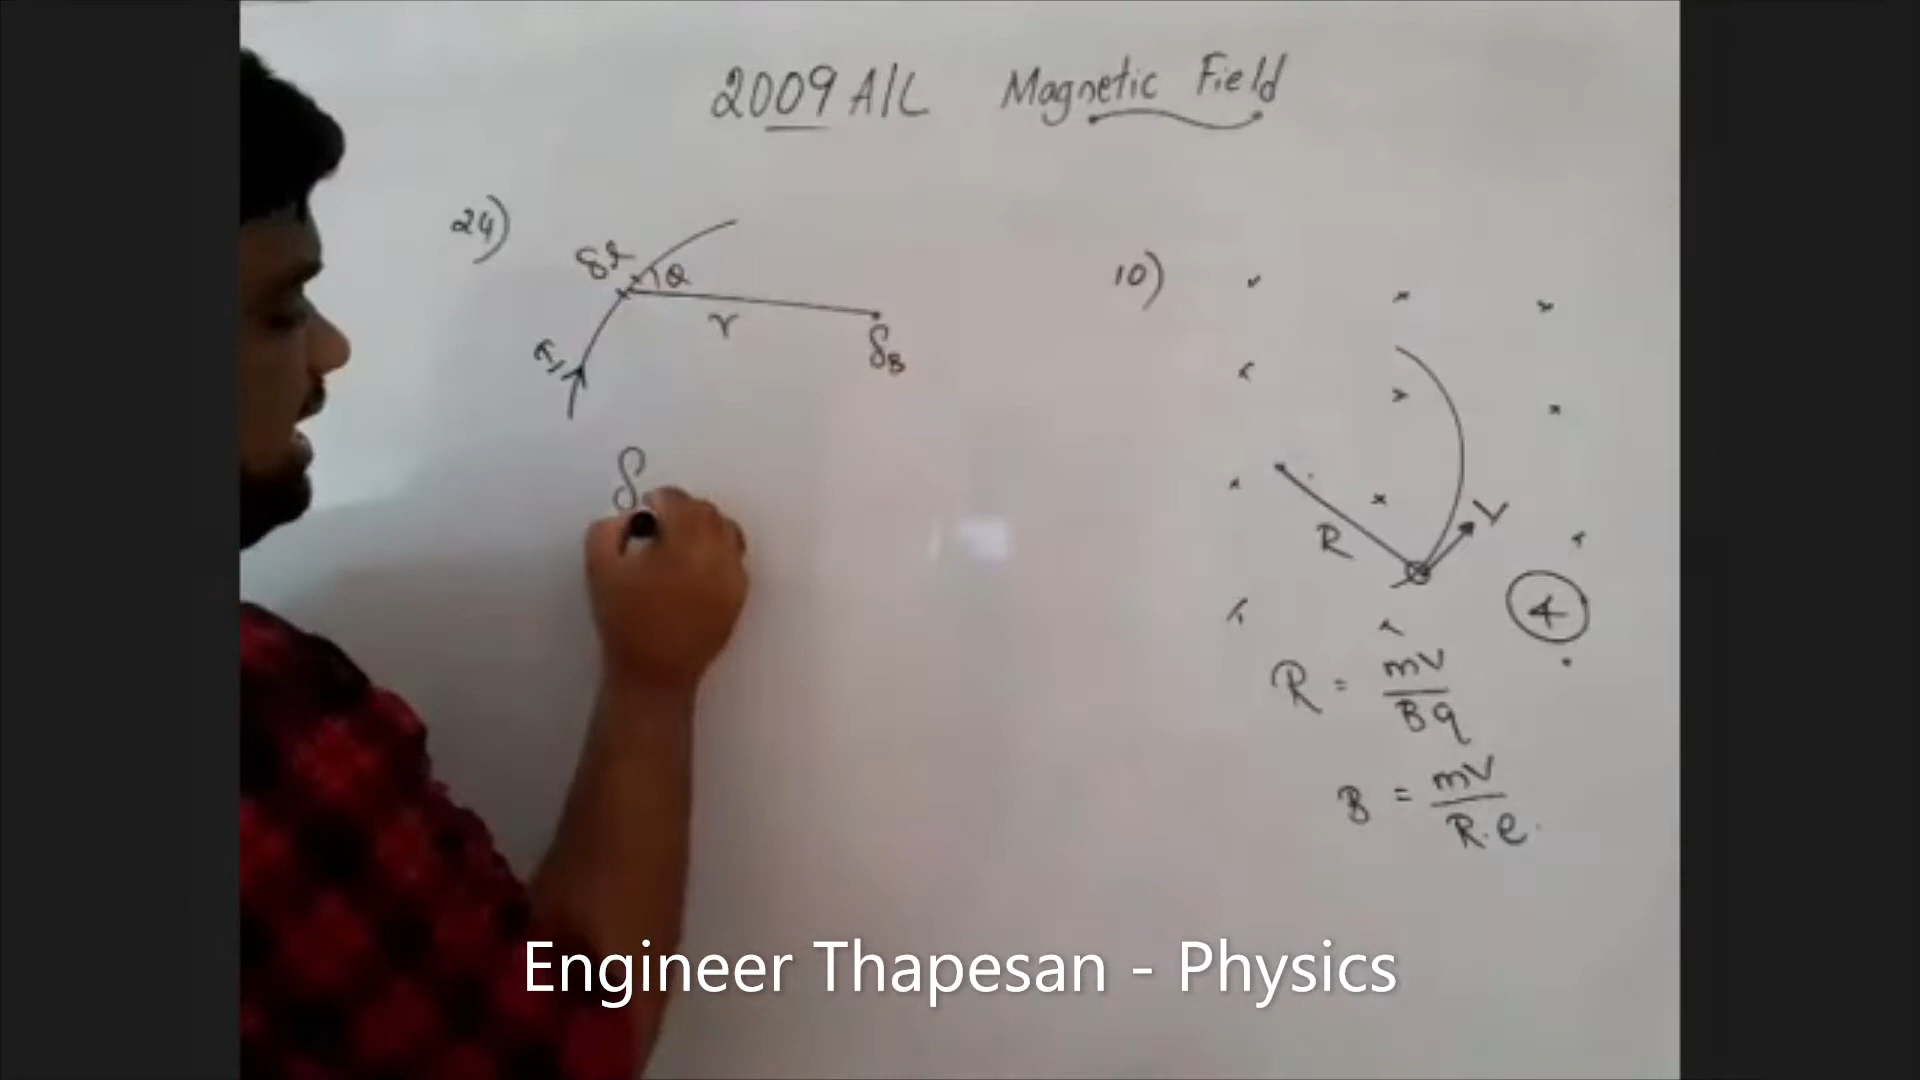 2009 A/L Magnetic Field
24)
δl
θ
r
I
δB
δ
10)
R
V
4
R = mv/Bq
B = mv/R.e
Engineer Thapesan - Physics